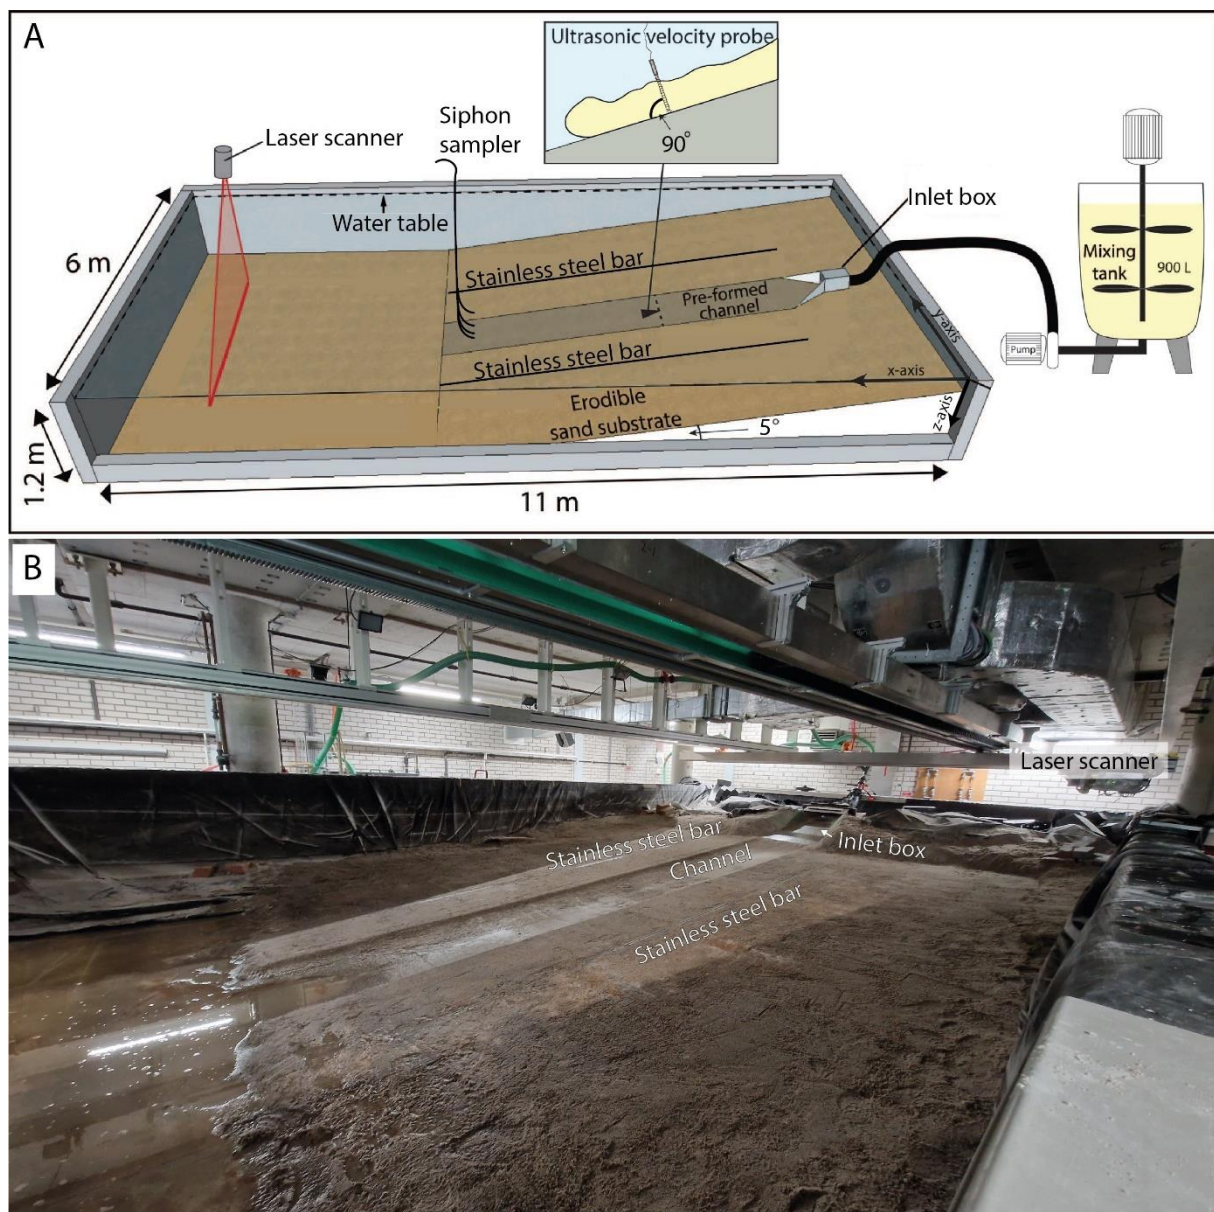 A
Ultrasonic velocity probe
90°
Siphon
sampler
Laser scanner
Inlet box
Water table
Mixing
tank
900 L
6 m
Stainless steel bar
Pre-formed
channel
y-axis
Pump
Stainless steel bar
x-axis
Erodible
sand substrate
z-axis
5°
1.2 m
11 m
B
Laser scanner
Stainless steel bar
Inlet box
Channel
Stainless steel bar